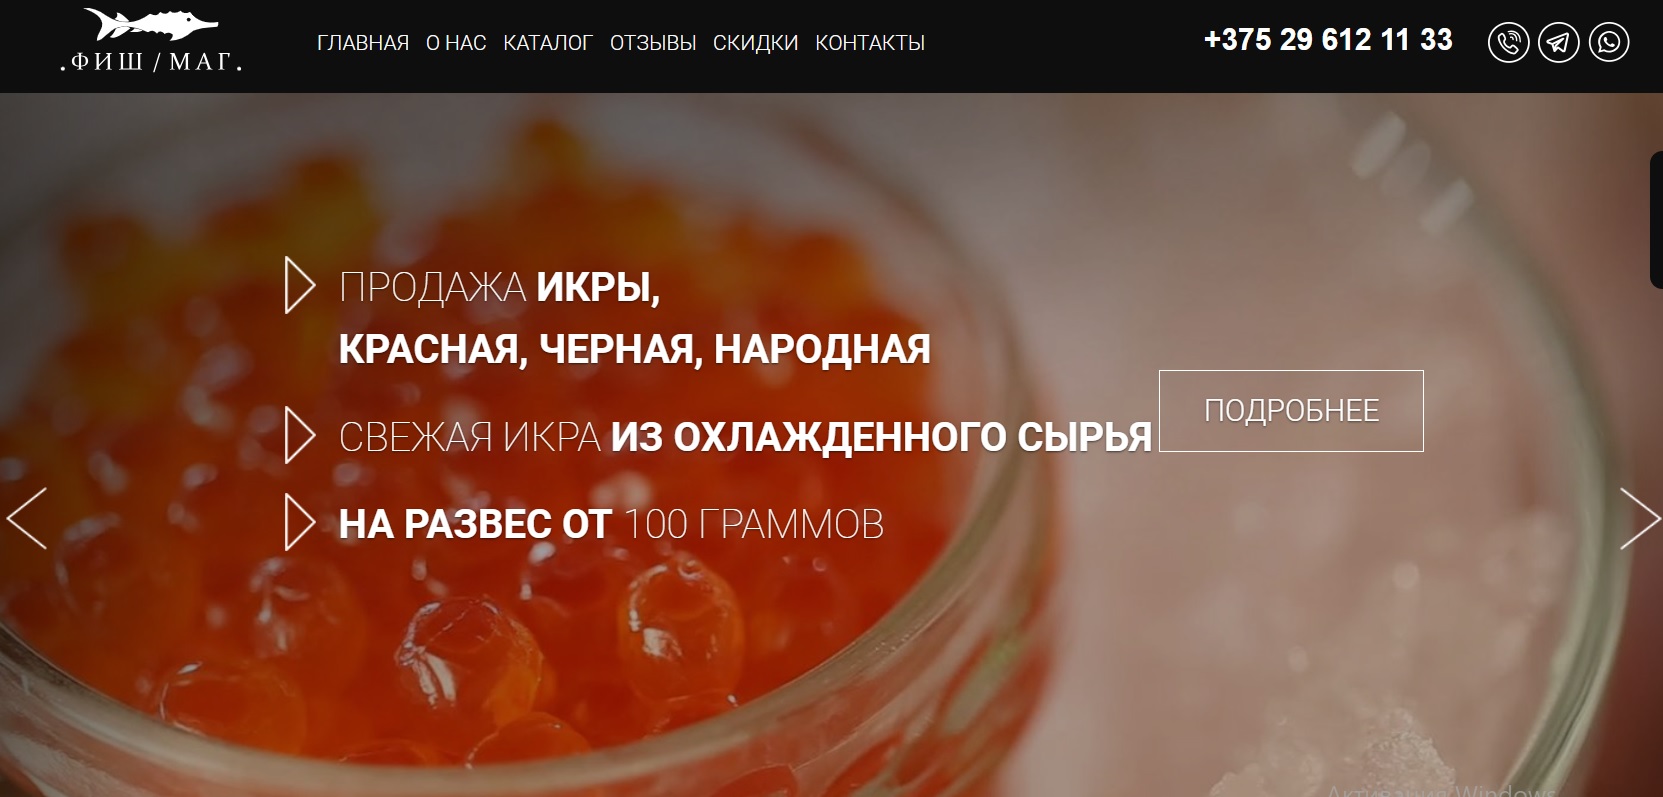 .ФИШ/МАГ.
ГЛАВНАЯ О НАС КАТАЛОГ ОТЗЫВЫ СКИДКИ КОНТАКТЫ
+375 29 612 11 33
ПРОДАЖА ИКРЫ,
КРАСНАЯ, ЧЕРНАЯ, НАРОДНАЯ
СВЕЖАЯ ИКРА ИЗ ОХЛАЖДЕННОГО СЫРЬЯ
ПОДРОБНЕЕ
НА РАЗВЕС ОТ 100 ГРАММОВ
Активация Windows